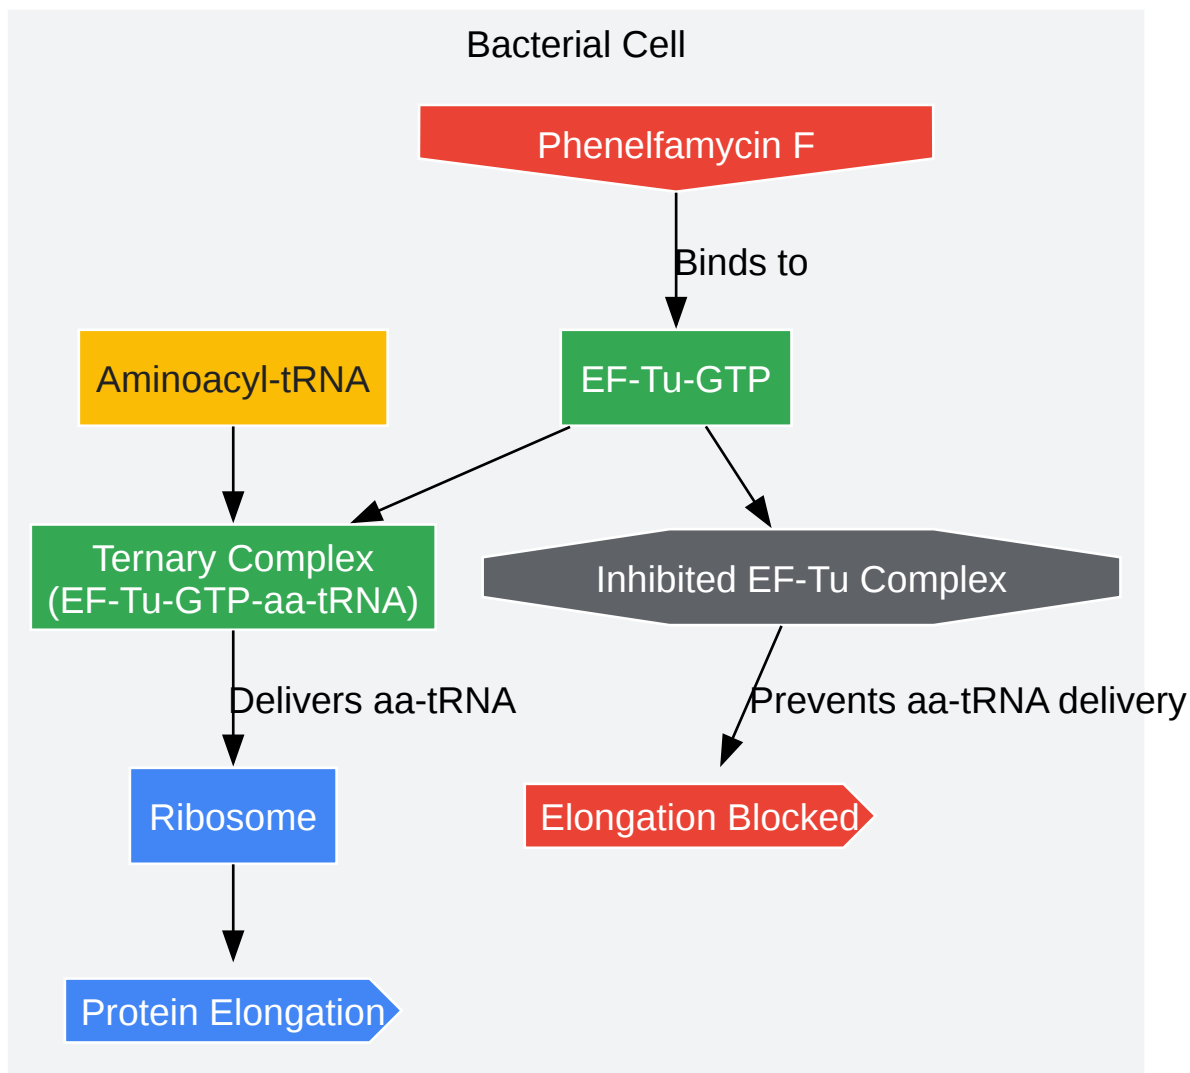 Bacterial Cell
Phenelfamycin F
Binds to
Aminoacyl-tRNA
EF-Tu-GTP
Ternary Complex
(EF-Tu-GTP-aa-tRNA)
Inhibited EF-Tu Complex
Delivers aa-tRNA
Prevents aa-tRNA delivery
Ribosome
Elongation Blocked
Protein Elongation